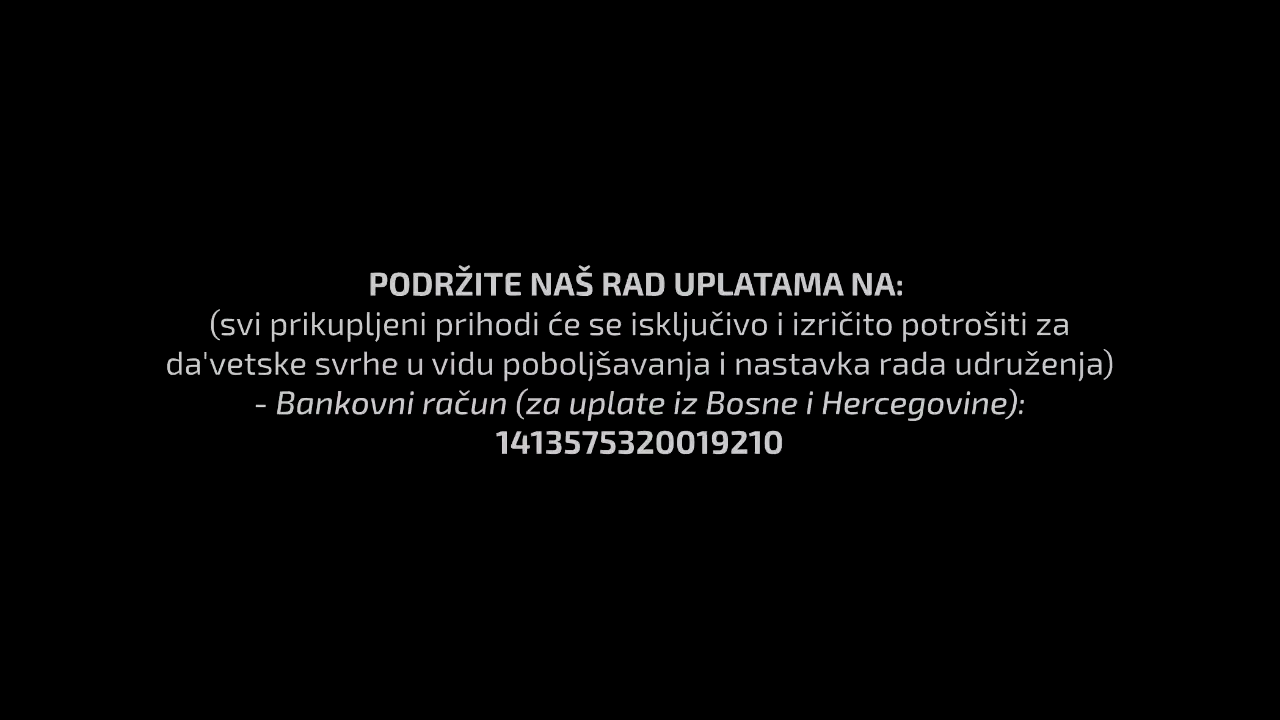 PODRŽITE NAŠ RAD UPLATAMA NA:
(svi prikupljeni prihodi će se isključivo i izričito potrošiti za
da'vetske svrhe u vidu poboljšavanja i nastavka rada udruženja)
- Bankovni račun (za uplate iz Bosne i Hercegovine):
1413575320019210